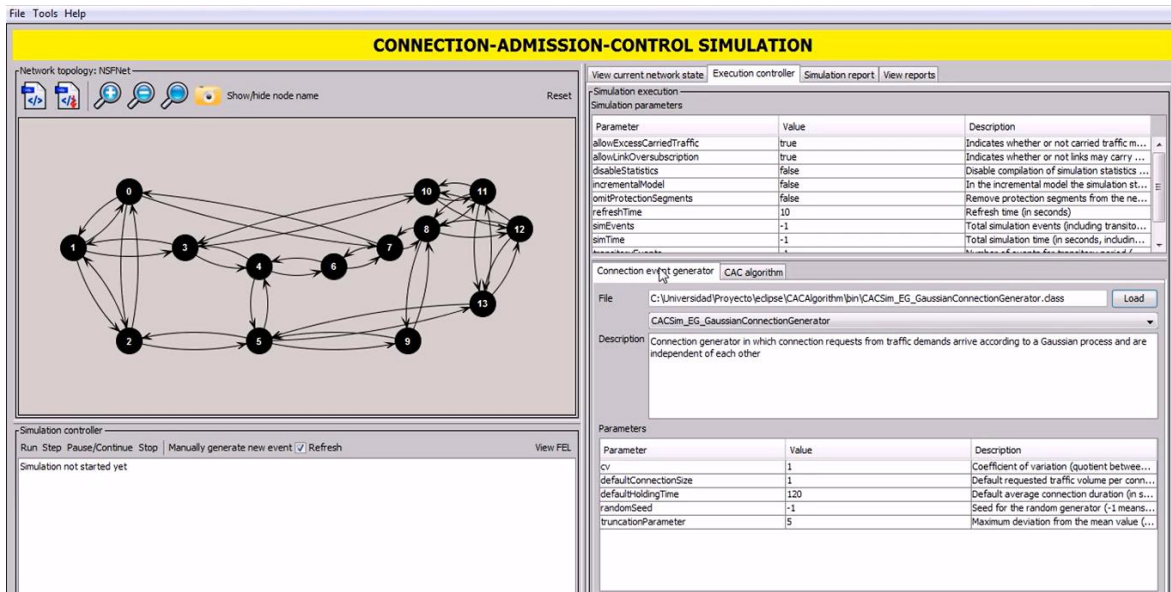 File Tools Help
CONNECTION-ADMISSION-CONTROL SIMULATION
Network topology: NSFNet
Show/hide node name
Reset
0
10
11
1
3
8
12
7
4
6
13
2
5
9
Simulation controller
Run Step Pause/Continue Stop Manually generate new event Refresh View FEL
Simulation not started yet
View current network state Execution controller Simulation report View reports
Simulation execution
Simulation parameters
Parameter Value Description
allowExcessCarriedTraffic true Indicates whether or not carried traffic m...
allowLinkOversubscription true Indicates whether or not links may carry ...
disableStatistics false Disable compilation of simulation statistics ...
incrementalModel false In the incremental model the simulation st...
omitProtectionSegments false Remove protection segments from the ne...
refreshTime 10 Refresh time (in seconds)
simEvents -1 Total simulation events (including transito...
simTime -1 Total simulation time (in seconds, includin...
Connection event generator CAC algorithm
File C:\Universidad\Proyecto\eclipse\CACAlgorithm\bin\CACSim_EG_GaussianConnectionGenerator.class Load
CACSim_EG_GaussianConnectionGenerator
Description Connection generator in which connection requests from traffic demands arrive according to a Gaussian process and are
independent of each other
Parameters
Parameter Value Description
cv 1 Coefficient of variation (quotient betwee...
defaultConnectionSize 1 Default requested traffic volume per conn...
defaultHoldingTime 120 Default average connection duration (in s...
randomSeed -1 Seed for the random generator (-1 means...
truncationParameter 5 Maximum deviation from the mean value (...